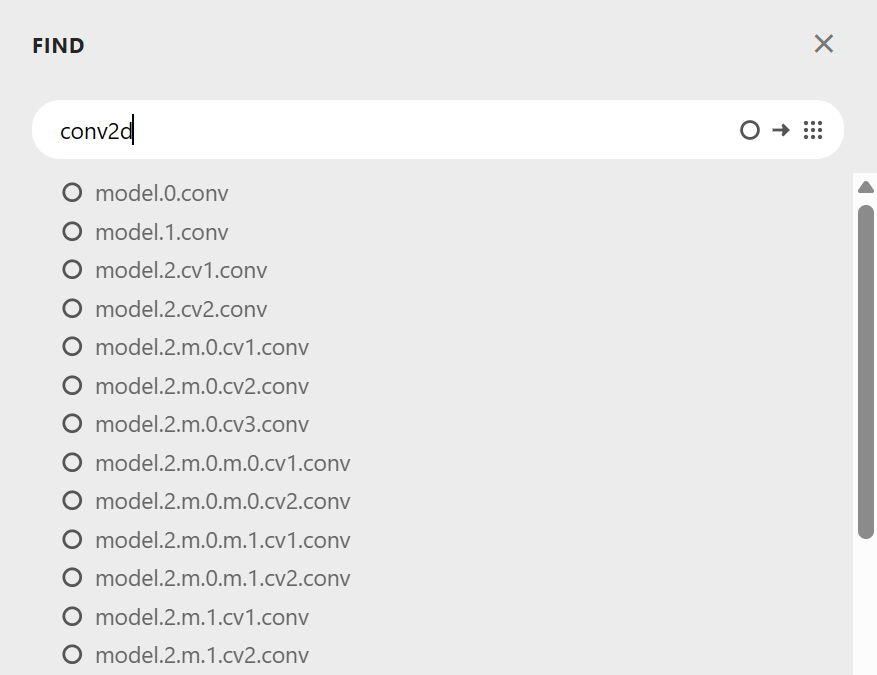 FIND
conv2d
model.0.conv
model.1.conv
model.2.cv1.conv
model.2.cv2.conv
model.2.m.0.cv1.conv
model.2.m.0.cv2.conv
model.2.m.0.cv3.conv
model.2.m.0.m.0.cv1.conv
model.2.m.0.m.0.cv2.conv
model.2.m.0.m.1.cv1.conv
model.2.m.0.m.1.cv2.conv
model.2.m.1.cv1.conv
model.2.m.1.cv2.conv